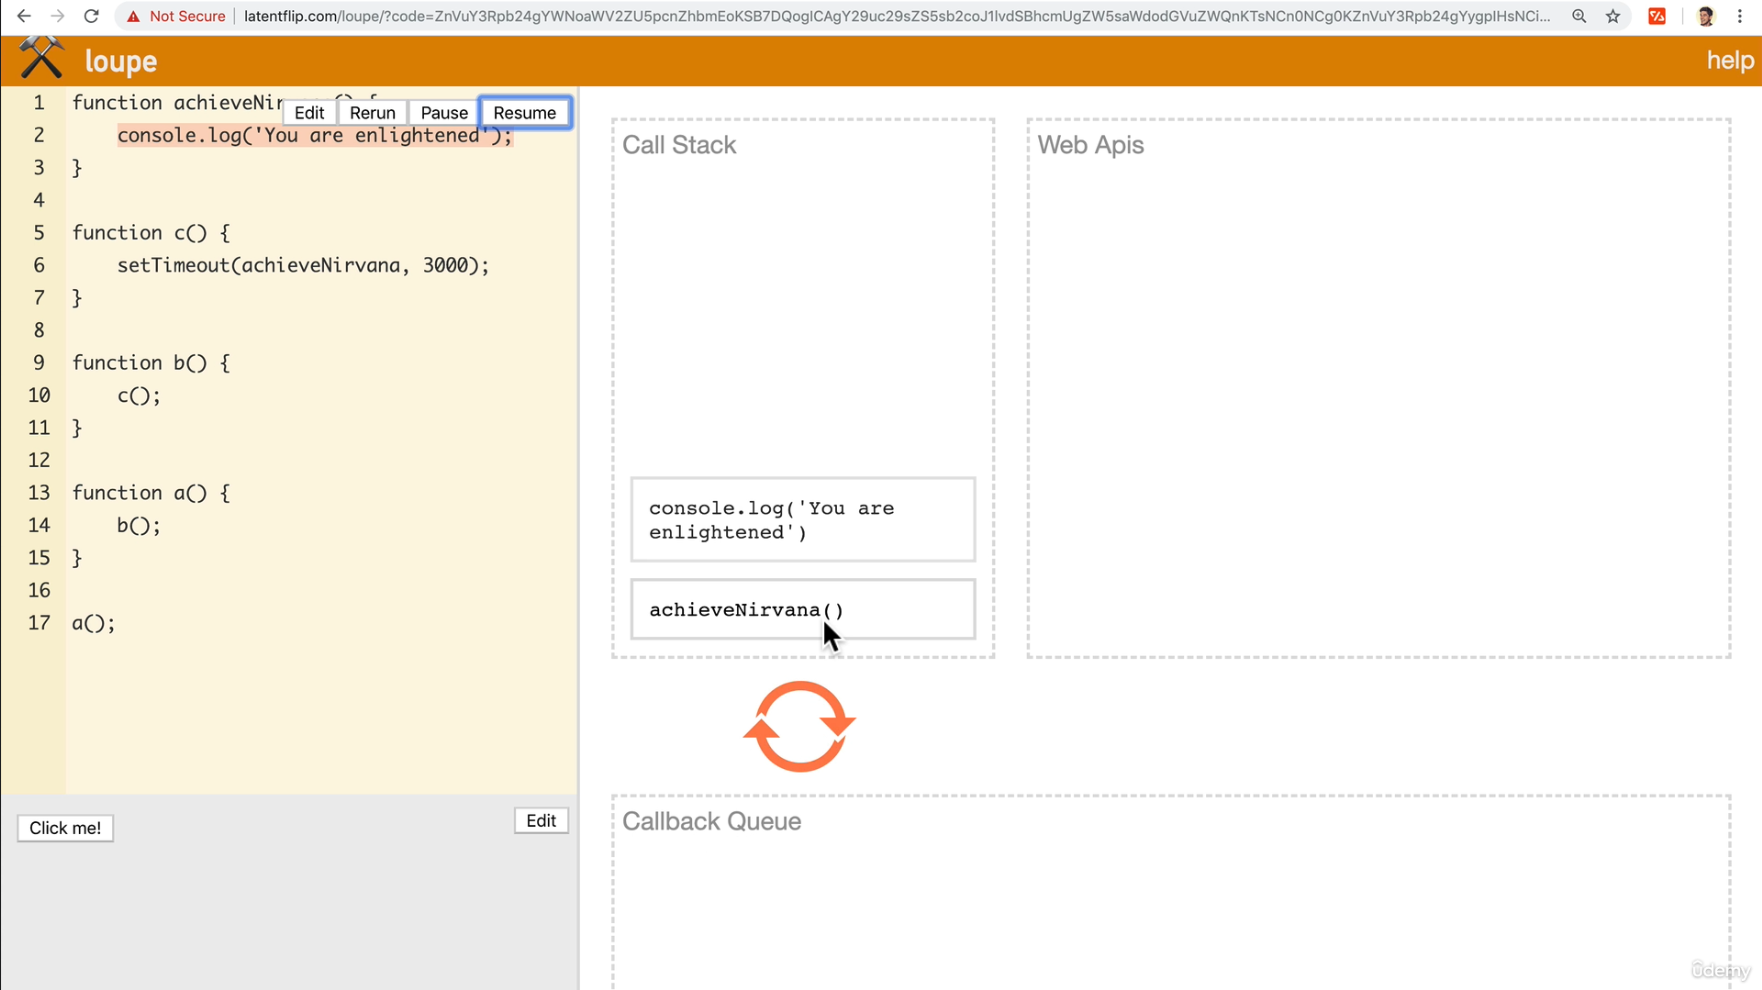 Not Secure
latentflip.com/loupe/?code=ZnVuY3Rpb24gYWNoaWV2ZU5pcnZhbmEoKSB7DQogICAgY29uc29sZS5sb2coJ1lvdSBhcmUgZW5saWdodGVuZWQnKTsNCn0NCg0KZnVuY3Rpb24gYygpIHsNCi...
loupe
help
1 function achieveNir
Edit Rerun Pause Resume
2 console.log('You are enlightened');
3 }
4
5 function c() {
6 setTimeout(achieveNirvana, 3000);
7 }
8
9 function b() {
10 c();
11 }
12
13 function a() {
14 b();
15 }
16
17 a();
Click me!
Edit
Call Stack
console.log('You are
enlightened')
achieveNirvana()
Web Apis
Callback Queue
ûdemy